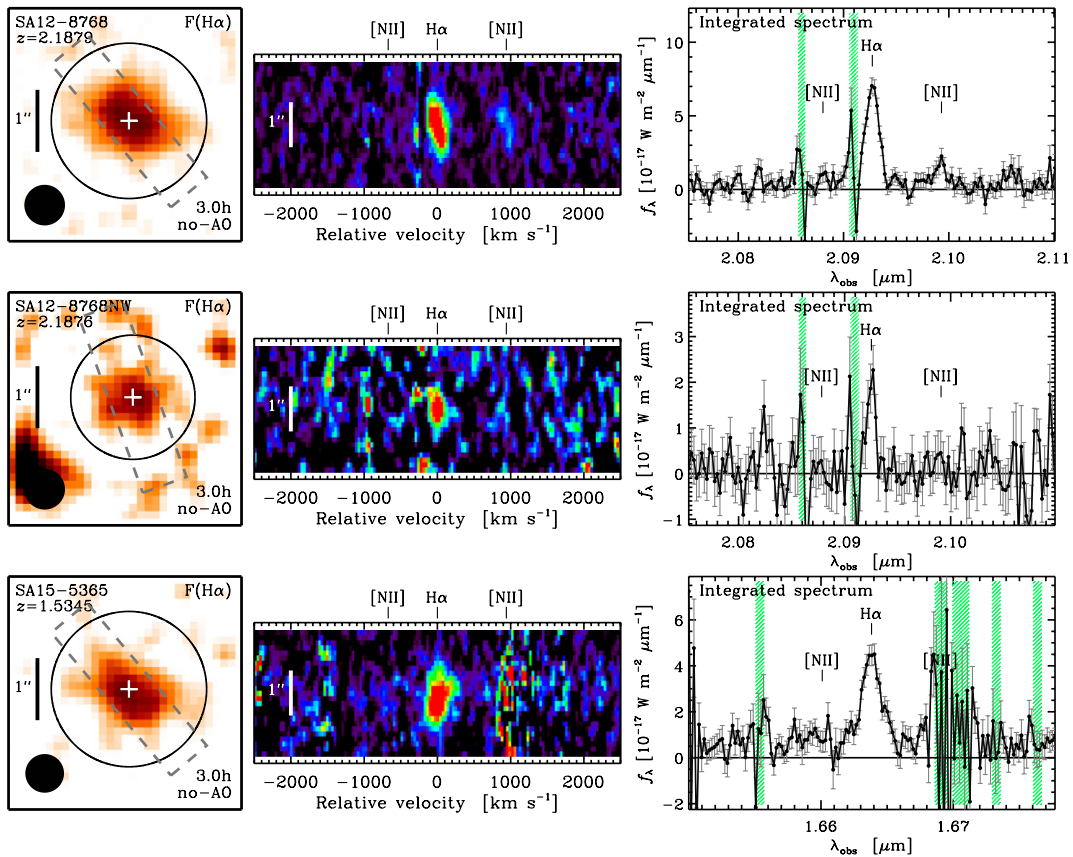 SA12-8768 F(Hα)
z=2.1879
1″
3.0h
no-AO
[NII] Hα [NII]
1″
-2000 -1000 0 1000 2000
Relative velocity [km s⁻¹]
Integrated spectrum
Hα
[NII] [NII]
10
5
0
fλ [10⁻¹⁷ W m⁻² μm⁻¹]
2.08 2.09 2.10 2.11
λobs [μm]
SA12-8768NW F(Hα)
z=2.1876
1″
3.0h
no-AO
[NII] Hα [NII]
1″
-2000 -1000 0 1000 2000
Relative velocity [km s⁻¹]
Integrated spectrum
Hα
[NII] [NII]
3
2
1
0
-1
fλ [10⁻¹⁷ W m⁻² μm⁻¹]
2.08 2.09 2.10
λobs [μm]
SA15-5365 F(Hα)
z=1.5345
1″
3.0h
no-AO
[NII] Hα [NII]
1″
-2000 -1000 0 1000 2000
Relative velocity [km s⁻¹]
Integrated spectrum
Hα
[NII] [NII]
6
4
2
0
-2
fλ [10⁻¹⁷ W m⁻² μm⁻¹]
1.66 1.67
λobs [μm]